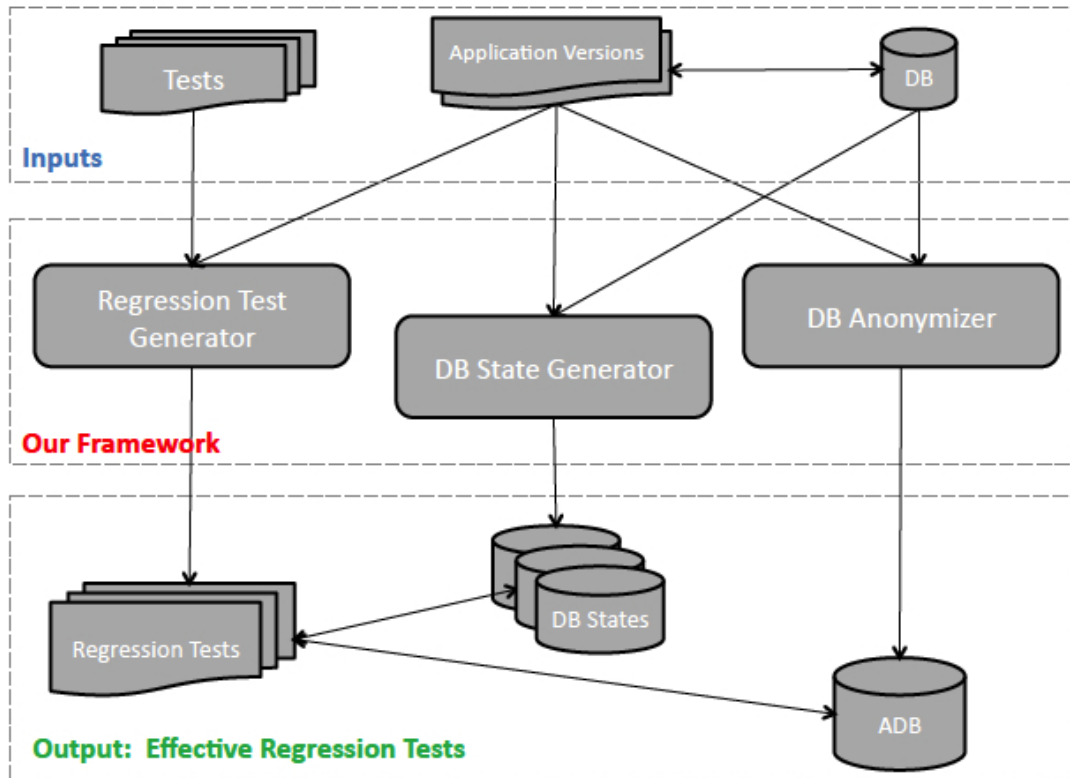 Tests
Application Versions
DB
Inputs
Regression Test
Generator
DB State Generator
DB Anonymizer
Our Framework
Regression Tests
DB States
ADB
Output: Effective Regression Tests